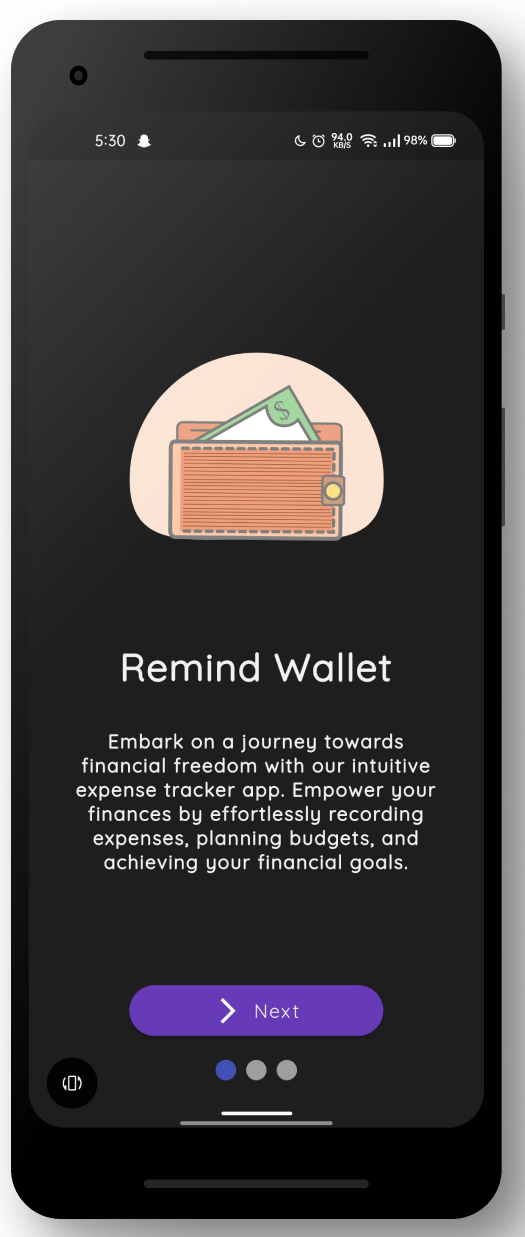 5:30 94.0 KB/S 98%
$
Remind Wallet
Embark on a journey towards
financial freedom with our intuitive
expense tracker app. Empower your
finances by effortlessly recording
expenses, planning budgets, and
achieving your financial goals.
Next